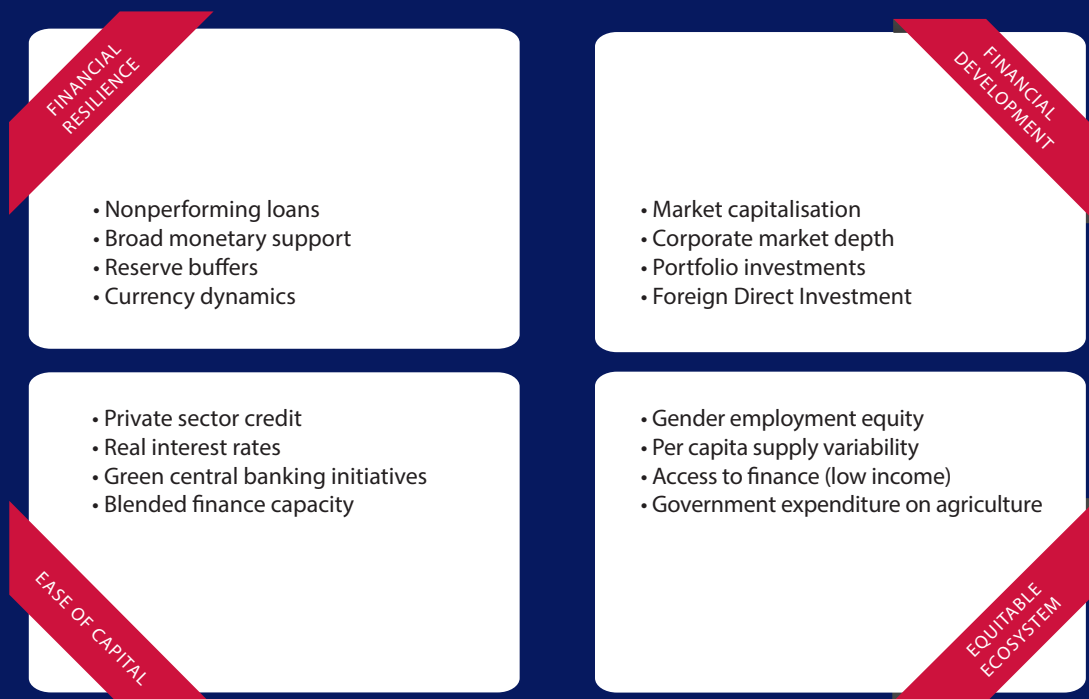 FINANCIAL
RESILIENCE
• Nonperforming loans
• Broad monetary support
• Reserve buffers
• Currency dynamics
FINANCIAL
DEVELOPMENT
• Market capitalisation
• Corporate market depth
• Portfolio investments
• Foreign Direct Investment
• Private sector credit
• Real interest rates
• Green central banking initiatives
• Blended finance capacity
EASE OF CAPITAL
• Gender employment equity
• Per capita supply variability
• Access to finance (low income)
• Government expenditure on agriculture
EQUITABLE
ECOSYSTEM